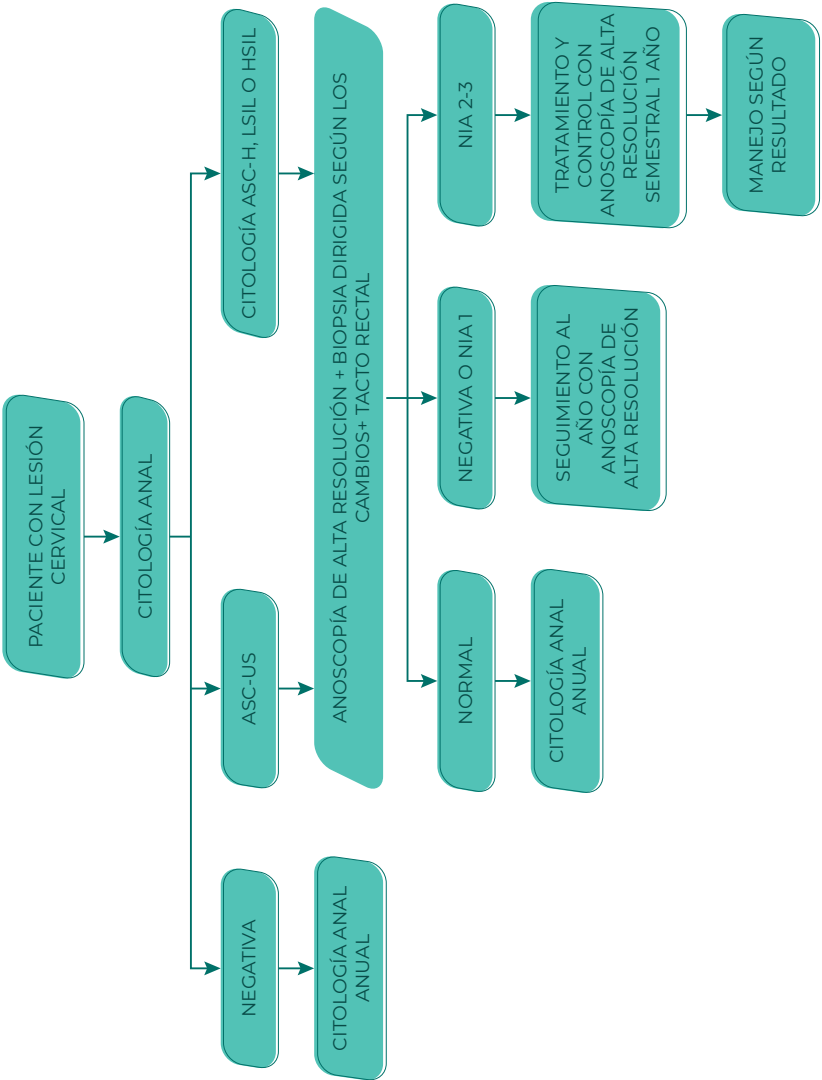 PACIENTE CON LESIÓN
CERVICAL
CITOLOGÍA ANAL
NEGATIVA
CITOLOGÍA ANAL
ANUAL
ASC-US
CITOLOGÍA ASC-H, LSIL O HSIL
ANOSCOPÍA DE ALTA RESOLUCIÓN + BIOPSIA DIRIGIDA SEGÚN LOS
CAMBIOS+ TACTO RECTAL
NORMAL
CITOLOGÍA ANAL
ANUAL
NEGATIVA O NIA 1
SEGUIMIENTO AL
AÑO CON
ANOSCOPÍA DE
ALTA RESOLUCIÓN
NIA 2-3
TRATAMIENTO Y
CONTROL CON
ANOSCOPÍA DE ALTA
RESOLUCIÓN
SEMESTRAL 1 AÑO
MANEJO SEGÚN
RESULTADO